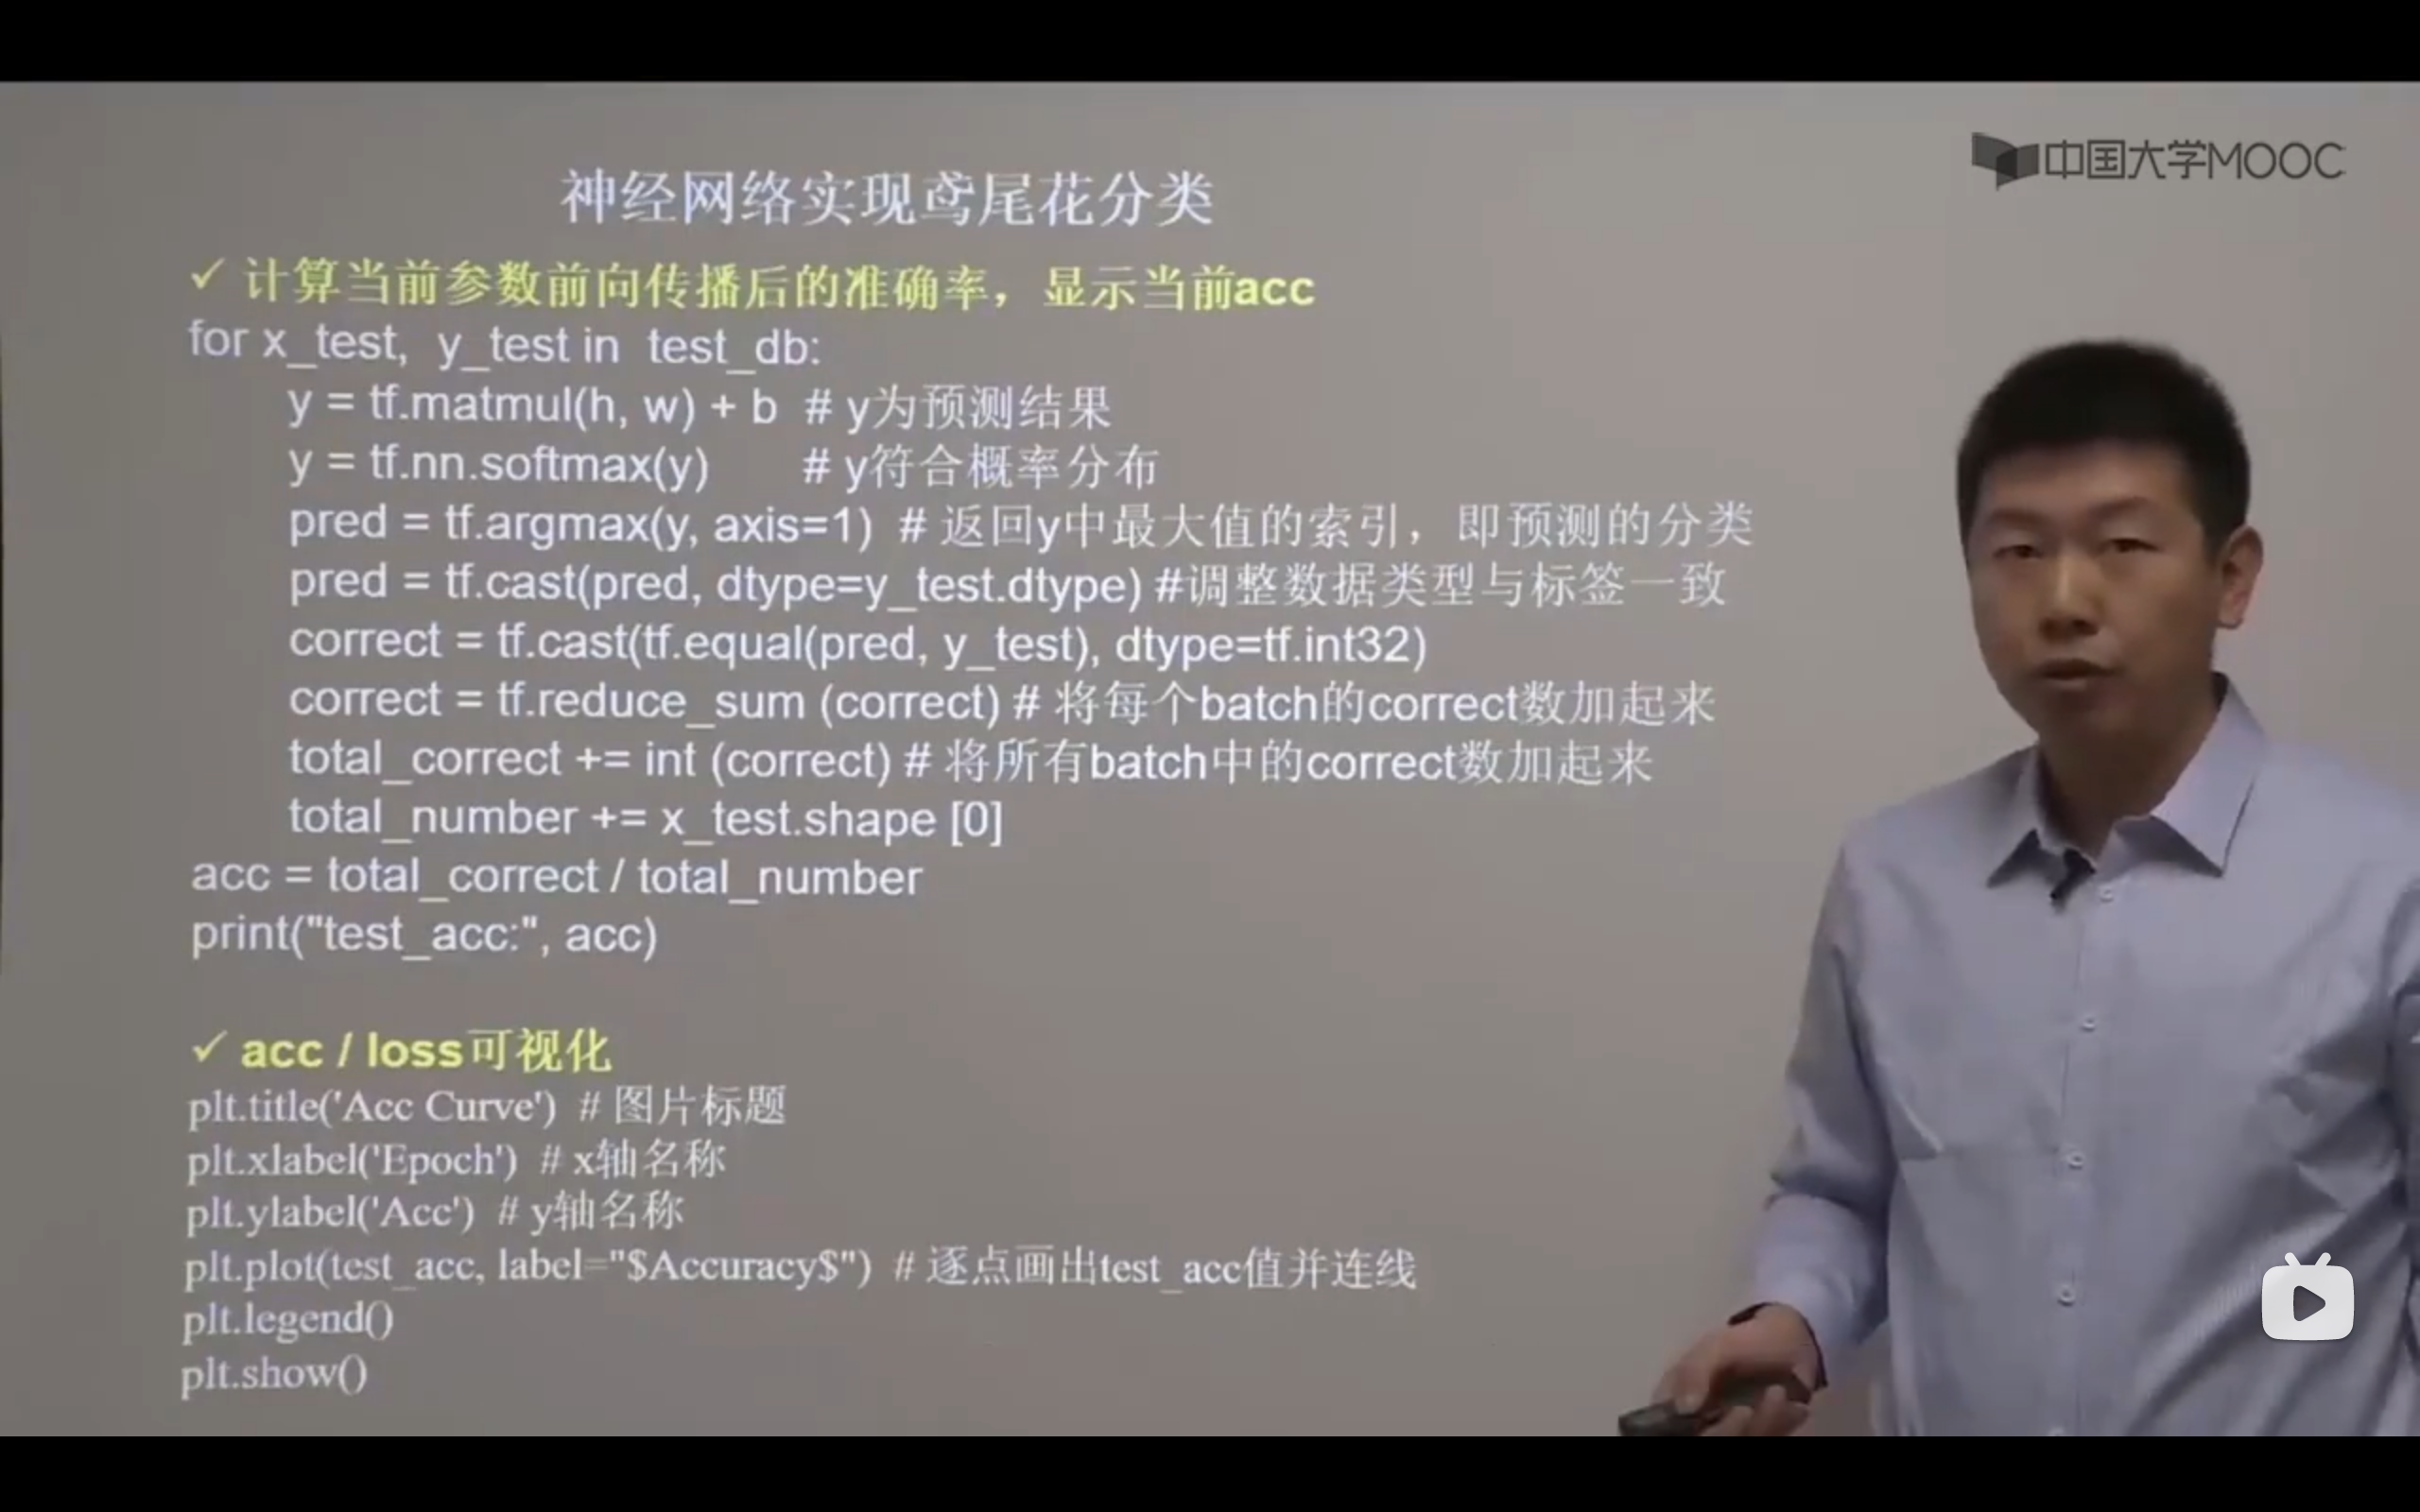 中国大学MOOC
神经网络实现鸢尾花分类
✓ 计算当前参数前向传播后的准确率，显示当前acc
for x_test, y_test in test_db:
y = tf.matmul(h, w) + b # y为预测结果
y = tf.nn.softmax(y) # y符合概率分布
pred = tf.argmax(y, axis=1) # 返回y中最大值的索引，即预测的分类
pred = tf.cast(pred, dtype=y_test.dtype) #调整数据类型与标签一致
correct = tf.cast(tf.equal(pred, y_test), dtype=tf.int32)
correct = tf.reduce_sum (correct) # 将每个batch的correct数加起来
total_correct += int (correct) # 将所有batch中的correct数加起来
total_number += x_test.shape [0]
acc = total_correct / total_number
print("test_acc:", acc)
✓ acc / loss可视化
plt.title('Acc Curve') # 图片标题
plt.xlabel('Epoch') # x轴名称
plt.ylabel('Acc') # y轴名称
plt.plot(test_acc, label="$Accuracy$") # 逐点画出test_acc值并连线
plt.legend()
plt.show()